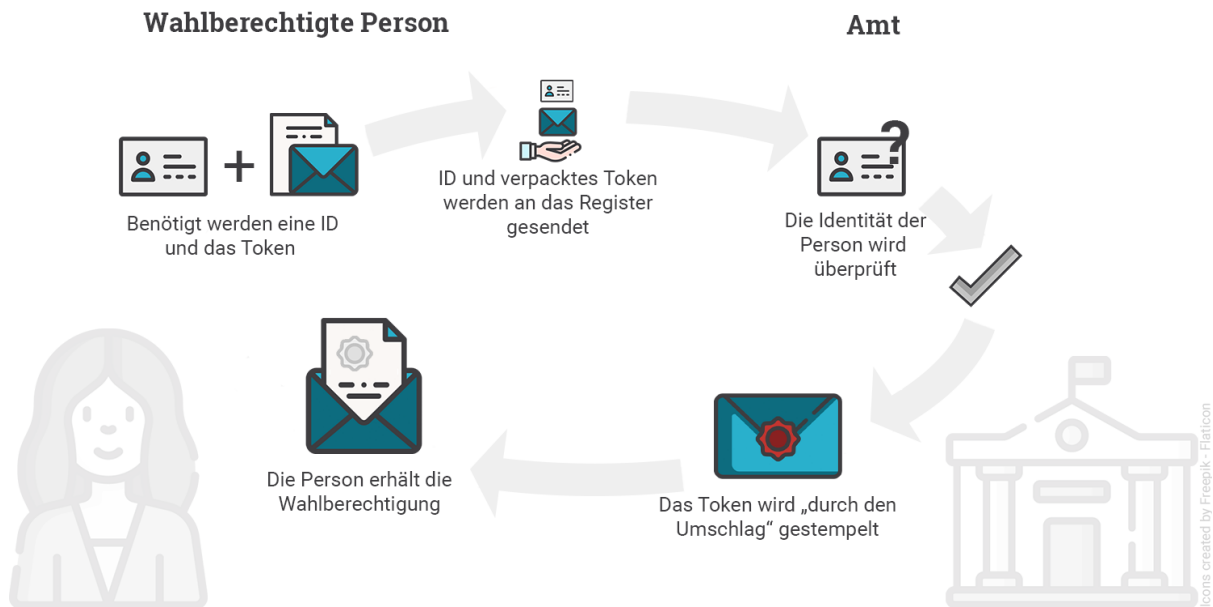 Wahlberechtigte Person
Amt
Benötigt werden eine ID
und das Token
ID und verpacktes Token
werden an das Register
gesendet
?
Die Identität der
Person wird
überprüft
Die Person erhält die
Wahlberechtigung
Das Token wird „durch den
Umschlag“ gestempelt
Icons created by Freepik - Flaticon